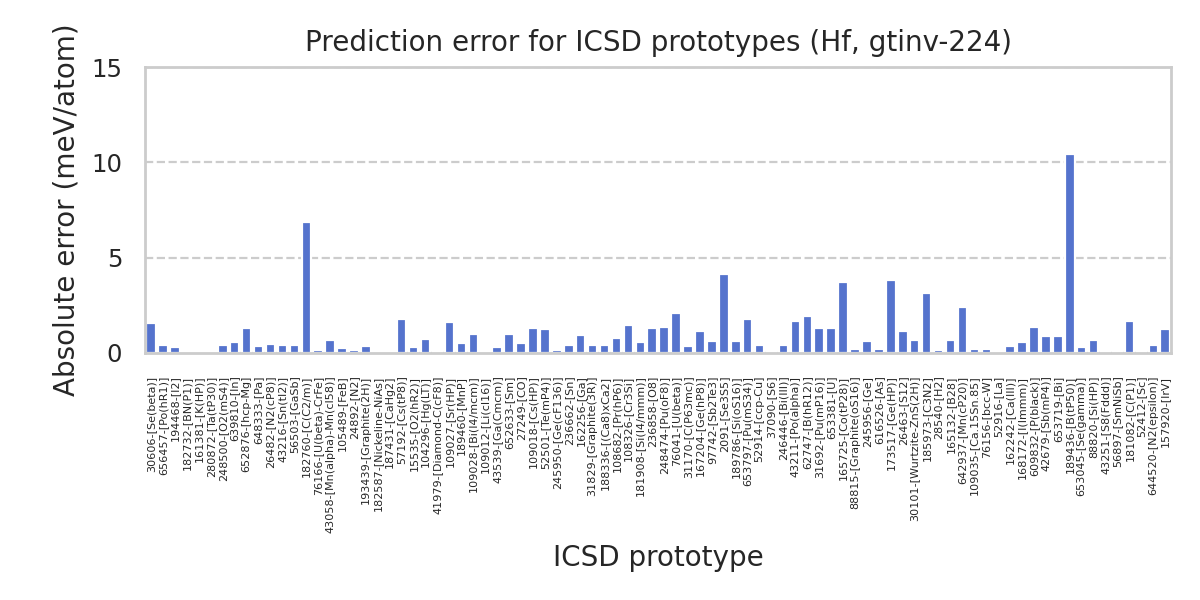 Prediction error for ICSD prototypes (Hf, gtinv-224)
Absolute error (meV/atom)
15
10
5
0
30606-[Se(beta)]
656457-[Po(hR1)]
194468-[I2]
182732-[BN(P1)]
161381-[K(HP)]
280872-[Ba(tP30)]
248500-[O2(mS4)]
639810-[In]
652876-[hcp-Mg]
648333-[Pa]
26482-[N2(cP8)]
43216-[Sn(tI2)]
56503-[GaSb]
182760-[C(C2/m)]
76166-[U(beta)-CrFe]
43058-[Mn(alpha)-Mn(cI58)]
105489-[FeB]
24892-[N2]
193439-[Graphite(2H)]
182587-[Nickeline-NiAs]
187431-[CaHg2]
57192-[Cs(tP8)]
15535-[O2(hR2)]
104296-[Hg(LT)]
41979-[Diamond-C(cF8)]
109027-[Sr(HP)]
189460-[MnP]
109028-[Bi(I4/mcm)]
109012-[Li(cI16)]
43539-[Ga(Cmcm)]
652633-[Sm]
27249-[CO]
109018-[Cs(HP)]
52501-[Te(mP4)]
245950-[Ge(cF136)]
236662-[Sn]
162256-[Ga]
31829-[Graphite(3R)]
188336-[(Ca8)xCa2]
108682-[Pr(hP6)]
108326-[Cr3Si]
181908-[Si(I4/mmm)]
236858-[O8]
248474-[Pu(oF8)]
76041-[U(beta)]
31170-[C(P63mc)]
167204-[Ge(hP8)]
97742-[Sb2Te3]
2091-[Se3S5]
189786-[Si(oS16)]
653797-[Pu(mS34)]
52914-[ccp-Cu]
37090-[S6]
246446-[Bi(III)]
43211-[Po(alpha)]
62747-[B(hR12)]
31692-[Pu(mP16)]
653381-[U]
165725-[Co(tP28)]
88815-[Graphite(oS16)]
245956-[Ge]
616526-[As]
173517-[Ge(HP)]
26463-[S12]
30101-[Wurtzite-ZnS(2H)]
185973-[C3N2]
28540-[H2]
165132-[B28]
642937-[Mn(cP20)]
109035-[Ca.15Sn.85]
76156-[bcc-W]
52916-[La]
162242-[Ca(III)]
168172-[I(Immm)]
609832-[P(black)]
42679-[Sb(mP4)]
653719-[Bi]
189436-[B(tP50)]
653045-[Se(gamma)]
88820-[Si(HP)]
43251-[S8(Fddd)]
56897-[SmNiSb]
181082-[C(P1)]
52412-[Sc]
644520-[N2(epsilon)]
157920-[IrV]
ICSD prototype